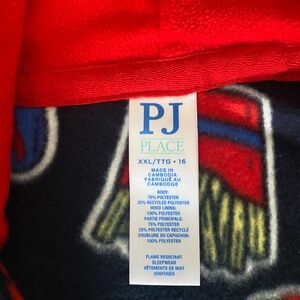 PJ
PLACE
XXL/TTG • 16
MADE IN
CAMBODIA
FABRIQUÉ AU
CAMBODGE
BODY:
75% POLYESTER
25% RECYCLED POLYESTER
HOOD LINING:
100% POLYESTER
PARTIE PRINCIPALE:
75% POLYESTER
25% POLYESTER RECYCLÉ
DOUBLURE DU CAPUCHON:
100% POLYESTER
FLAME RESISTANT
SLEEPWEAR
VÊTEMENTS DE NUIT
IGNIFUGÉS